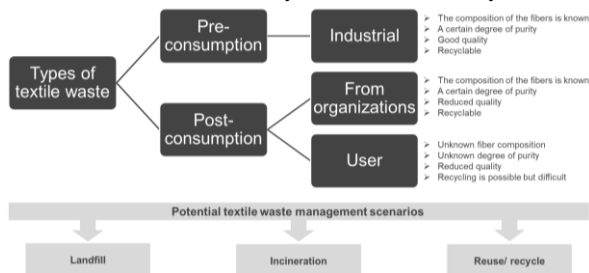 Types of
textile waste
Pre-
consumption
Industrial
The composition of the fibers is known
A certain degree of purity
Good quality
Recyclable
Post-
consumption
From
organizations
The composition of the fibers is known
A certain degree of purity
Reduced quality
Recyclable
User
Unknown fiber composition
Unknown degree of purity
Reduced quality
Recycling is possible but difficult
Potential textile waste management scenarios
Landfill
Incineration
Reuse/ recycle